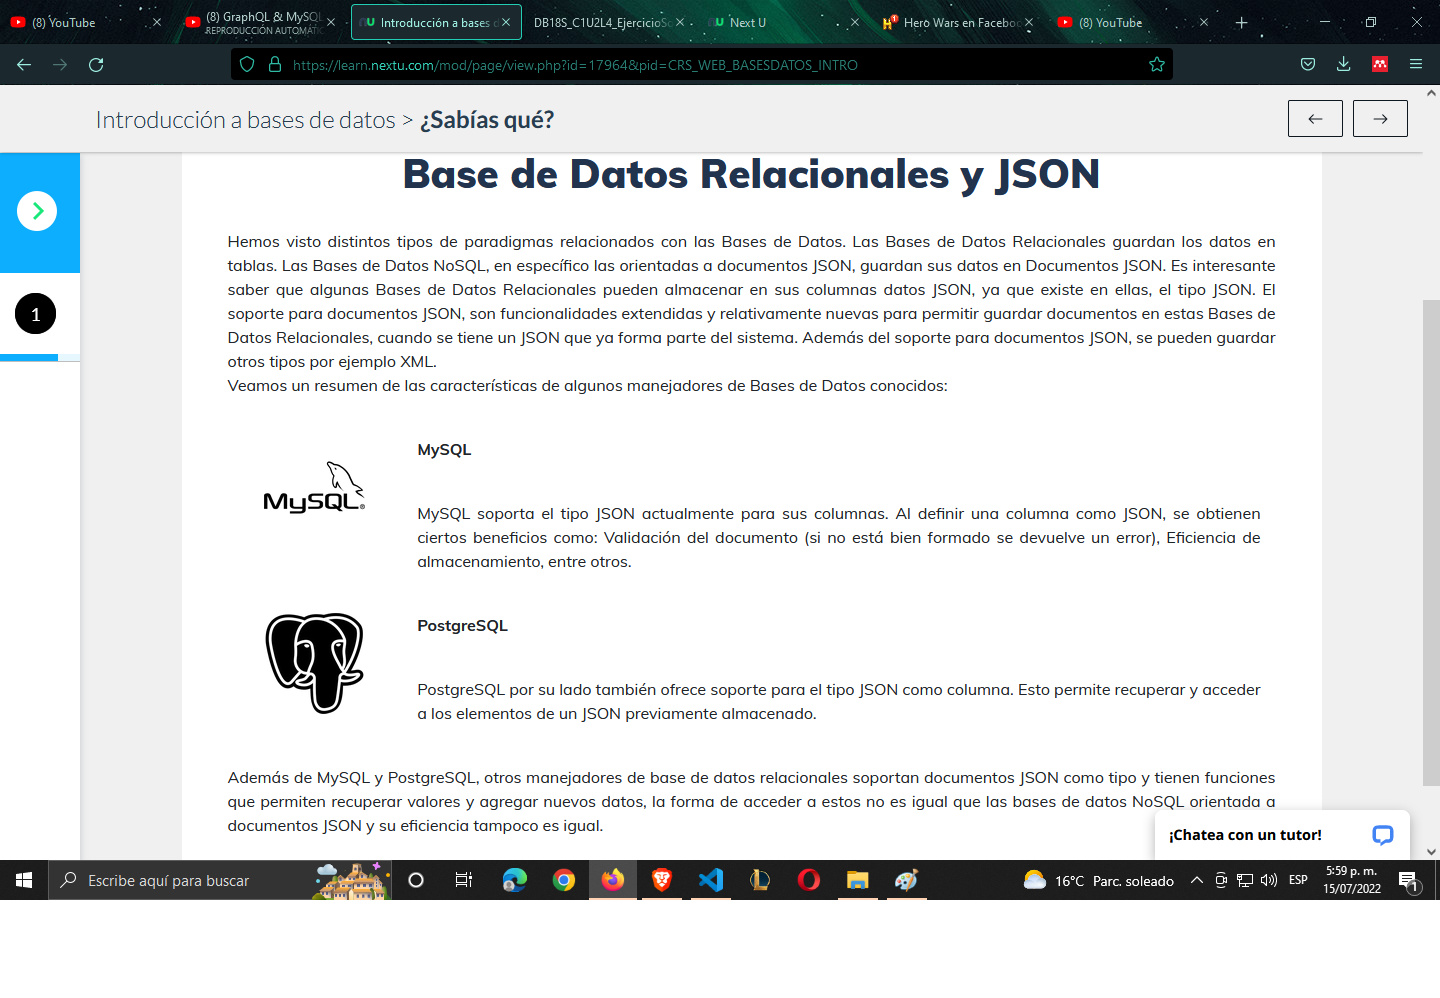 (8) YouTube
(8) GraphQL & MySQL
REPRODUCCIÓN AUTOMÁTIC
Introducción a bases d
DB18S_C1U2L4_EjercicioSo
Next U
Hero Wars en Faceboo
(8) YouTube
https://learn.nextu.com/mod/page/view.php?id=17964&pid=CRS_WEB_BASESDATOS_INTRO
Introducción a bases de datos > ¿Sabías qué?
1
Base de Datos Relacionales y JSON
Hemos visto distintos tipos de paradigmas relacionados con las Bases de Datos. Las Bases de Datos Relacionales guardan los datos en
tablas. Las Bases de Datos NoSQL, en específico las orientadas a documentos JSON, guardan sus datos en Documentos JSON. Es interesante
saber que algunas Bases de Datos Relacionales pueden almacenar en sus columnas datos JSON, ya que existe en ellas, el tipo JSON. El
soporte para documentos JSON, son funcionalidades extendidas y relativamente nuevas para permitir guardar documentos en estas Bases de
Datos Relacionales, cuando se tiene un JSON que ya forma parte del sistema. Además del soporte para documentos JSON, se pueden guardar
otros tipos por ejemplo XML.
Veamos un resumen de las características de algunos manejadores de Bases de Datos conocidos:
MySQL®
MySQL
MySQL soporta el tipo JSON actualmente para sus columnas. Al definir una columna como JSON, se obtienen
ciertos beneficios como: Validación del documento (si no está bien formado se devuelve un error), Eficiencia de
almacenamiento, entre otros.
PostgreSQL
PostgreSQL por su lado también ofrece soporte para el tipo JSON como columna. Esto permite recuperar y acceder
a los elementos de un JSON previamente almacenado.
Además de MySQL y PostgreSQL, otros manejadores de base de datos relacionales soportan documentos JSON como tipo y tienen funciones
que permiten recuperar valores y agregar nuevos datos, la forma de acceder a estos no es igual que las bases de datos NoSQL orientada a
documentos JSON y su eficiencia tampoco es igual.
¡Chatea con un tutor!
Escribe aquí para buscar
16°C Parc. soleado
ESP
5:59 p. m.
15/07/2022
1